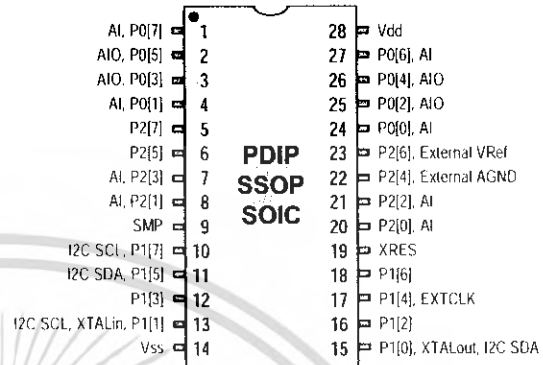 AI, P0[7] 1 28 Vdd
AIO, P0[5] 2 27 P0[6], AI
AIO, P0[3] 3 26 P0[4], AIO
AI, P0[1] 4 25 P0[2], AIO
P2[7] 5 24 P0[0], AI
P2[5] 6 PDIP 23 P2[6], External VRef
AI, P2[3] 7 SSOP 22 P2[4], External AGND
AI, P2[1] 8 SOIC 21 P2[2], AI
SMP 9 20 P2[0], AI
I2C SCL, P1[7] 10 19 XRES
I2C SDA, P1[5] 11 18 P1[6]
P1[3] 12 17 P1[4], EXTCLK
I2C SCL, XTALin, P1[1] 13 16 P1[2]
Vss 14 15 P1[0], XTALout, I2C SDA